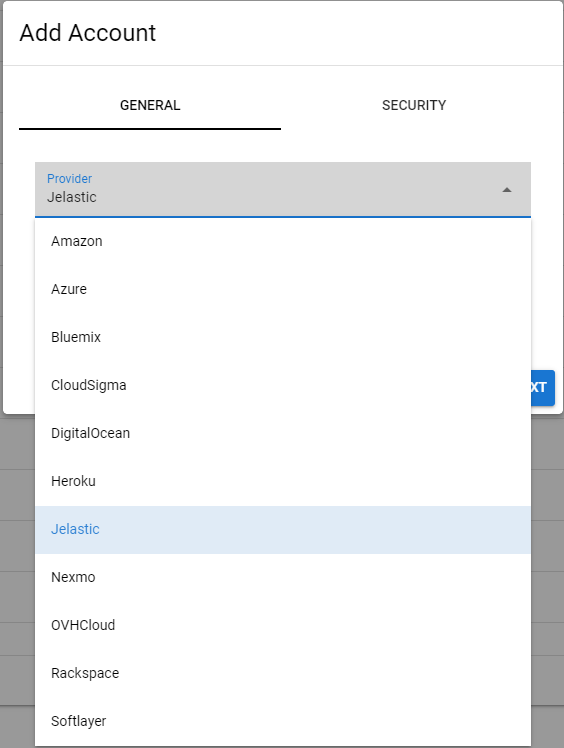 Add Account
GENERAL SECURITY
Provider
Jelastic
Amazon
Azure
Bluemix
CloudSigma
DigitalOcean
Heroku
Jelastic
Nexmo
OVHCloud
Rackspace
Softlayer
XT